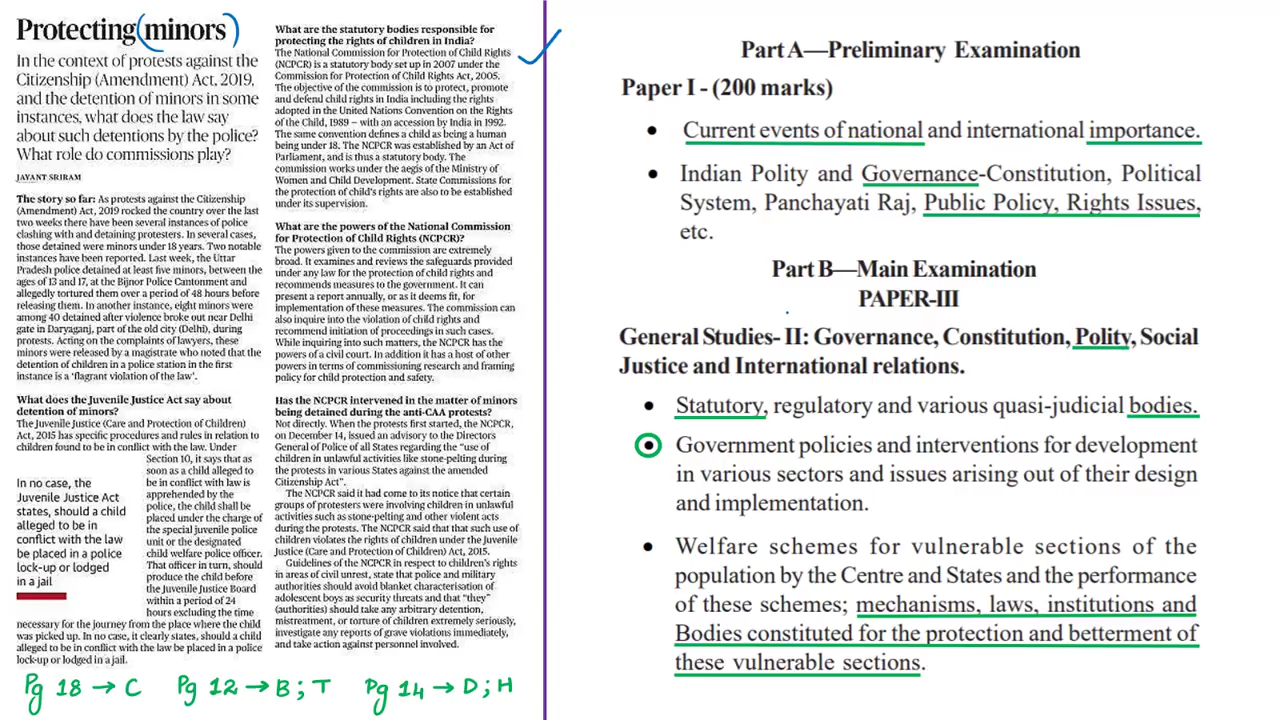 Protecting (minors)
In the context of protests against the
Citizenship (Amendment) Act, 2019,
and the detention of minors in some
instances, what does the law say
about such detentions by the police?
What role do commissions play?
JAYANT SRIRAM
The story so far: As protests against the Citizenship
(Amendment) Act, 2019 rocked the country over the last
two weeks there have been several instances of police
clashing with and detaining protesters. In several cases,
those detained were minors under 18 years. Two notable
instances have been reported. Last week, the Uttar
Pradesh police detained at least five minors, between the
ages of 13 and 17, at the Bijnor Police Cantonment and
allegedly tortured them over a period of 48 hours before
releasing them. In another instance, eight minors were
among 40 detained after violence broke out near Delhi
gate in Daryaganj, part of the old city (Delhi), during
protests. Acting on the complaints of lawyers, these
minors were released by a magistrate who noted that the
detention of children in a police station in the first
instance is a ‘flagrant violation of the law’.
What does the Juvenile Justice Act say about
detention of minors?
The Juvenile Justice (Care and Protection of Children)
Act, 2015 has specific procedures and rules in relation to
children found to be in conflict with the law. Under
Section 10, it says that as
soon as a child alleged to
be in conflict with law is
apprehended by the
police, the child shall be
placed under the charge of
the special juvenile police
unit or the designated
child welfare police officer.
That officer in turn, should
produce the child before
the Juvenile Justice Board
within a period of 24
hours excluding the time
necessary for the journey from the place where the child
was picked up. In no case, it clearly states, should a child
alleged to be in conflict with the law be placed in a police
lock-up or lodged in a jail.
In no case, the
Juvenile Justice Act
states, should a child
alleged to be in
conflict with the law
be placed in a police
lock-up or lodged
in a jail
What are the statutory bodies responsible for
protecting the rights of children in India?
The National Commission for Protection of Child Rights
(NCPCR) is a statutory body set up in 2007 under the
Commission for Protection of Child Rights Act, 2005.
The objective of the commission is to protect, promote
and defend child rights in India including the rights
adopted in the United Nations Convention on the Rights
of the Child, 1989 – with an accession by India in 1992.
The same convention defines a child as being a human
being under 18. The NCPCR was established by an Act of
Parliament, and is thus a statutory body. The
commission works under the aegis of the Ministry of
Women and Child Development. State Commissions for
the protection of child's rights are also to be established
under its supervision.
What are the powers of the National Commission
for Protection of Child Rights (NCPCR)?
The powers given to the commission are extremely
broad. It examines and reviews the safeguards provided
under any law for the protection of child rights and
recommends measures to the government. It can
present a report annually, or as it deems fit, for
implementation of these measures. The commission can
also inquire into the violation of child rights and
recommend initiation of proceedings in such cases.
While inquiring into such matters, the NCPCR has the
powers of a civil court. In addition it has a host of other
powers in terms of commissioning research and framing
policy for child protection and safety.
Has the NCPCR intervened in the matter of minors
being detained during the anti-CAA protests?
Not directly. When the protests first started, the NCPCR,
on December 14, issued an advisory to the Directors
General of Police of all States regarding the “use of
children in unlawful activities like stone-pelting during
the protests in various States against the amended
Citizenship Act”.
The NCPCR said it had come to its notice that certain
groups of protesters were involving children in unlawful
activities such as stone-pelting and other violent acts
during the protests. The NCPCR said that such use of
children violates the rights of children under the Juvenile
Justice (Care and Protection of Children) Act, 2015.
Guidelines of the NCPCR in respect to children's rights
in areas of civil unrest, state that police and military
authorities should avoid blanket characterisation of
adolescent boys as security threats and that “they”
(authorities) should take any arbitrary detention,
mistreatment, or torture of children extremely seriously,
investigate any reports of grave violations immediately,
and take action against personnel involved.
Pg 18 → C Pg 12 → B ; T Pg 14 → D ; H
Part A—Preliminary Examination
Paper I - (200 marks)
• Current events of national and international importance.
• Indian Polity and Governance-Constitution, Political
System, Panchayati Raj, Public Policy, Rights Issues,
etc.
Part B—Main Examination
PAPER-III
General Studies- II: Governance, Constitution, Polity, Social
Justice and International relations.
• Statutory, regulatory and various quasi-judicial bodies.
• Government policies and interventions for development
in various sectors and issues arising out of their design
and implementation.
• Welfare schemes for vulnerable sections of the
population by the Centre and States and the performance
of these schemes; mechanisms, laws, institutions and
Bodies constituted for the protection and betterment of
these vulnerable sections.